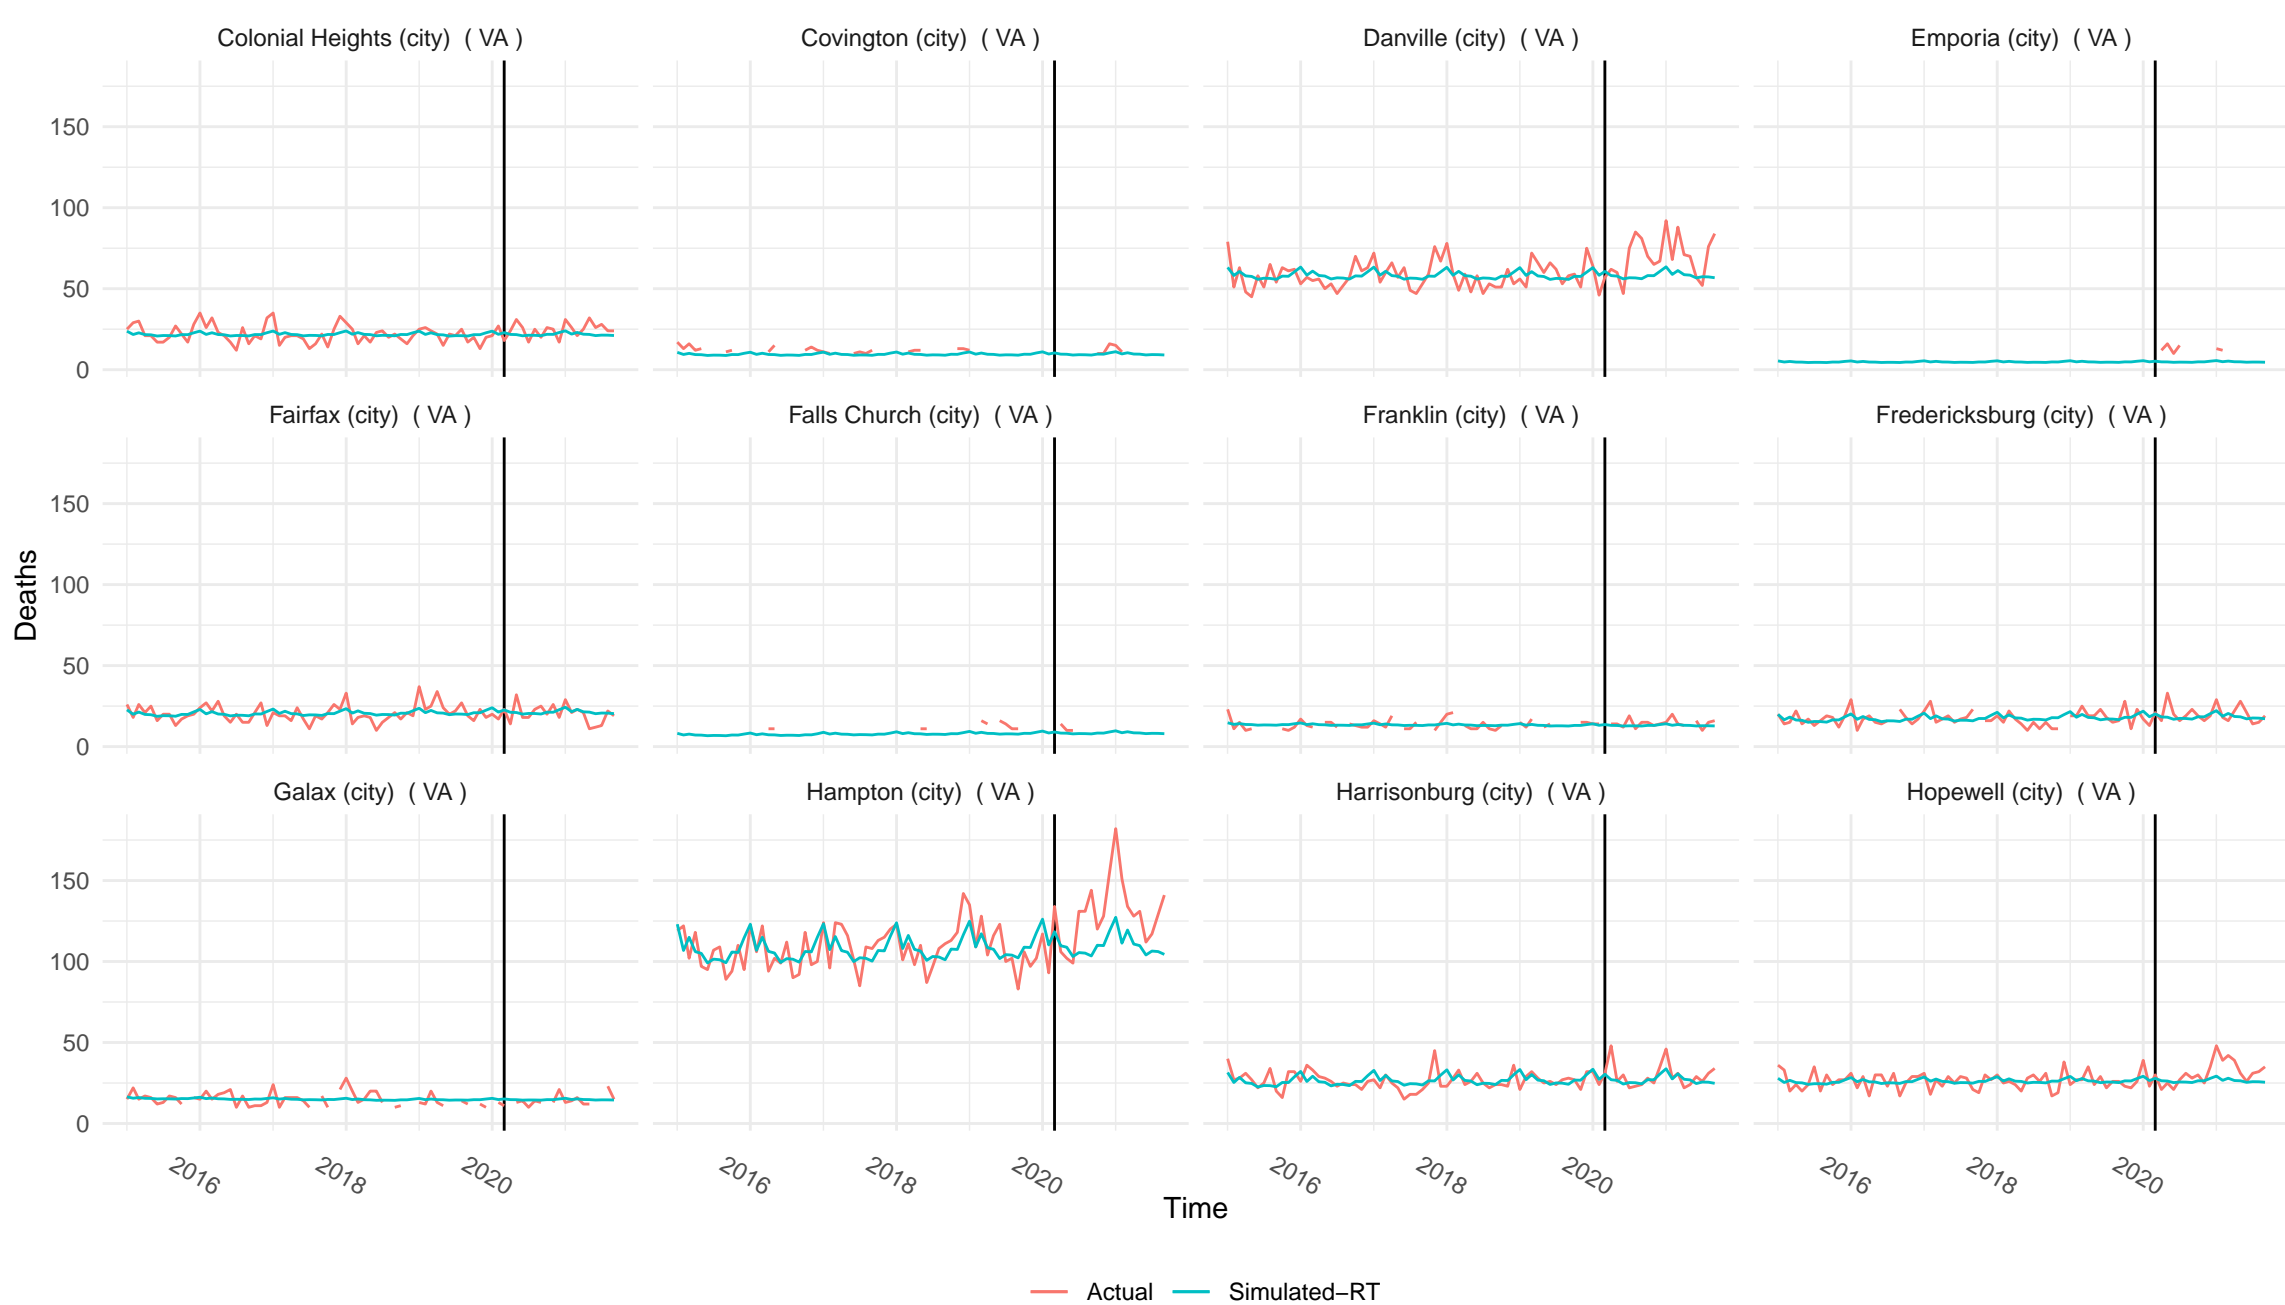 Colonial Heights (city)  ( VA )
Covington (city)  ( VA )
Danville (city)  ( VA )
Emporia (city)  ( VA )
150
100
50
0
Fairfax (city)  ( VA )
Falls Church (city)  ( VA )
Franklin (city)  ( VA )
Fredericksburg (city)  ( VA )
150
100
50
0
Deaths
Galax (city)  ( VA )
Hampton (city)  ( VA )
Harrisonburg (city)  ( VA )
Hopewell (city)  ( VA )
150
100
50
0
2016 2018 2020
2016 2018 2020
2016 2018 2020
2016 2018 2020
Time
Actual
Simulated−RT